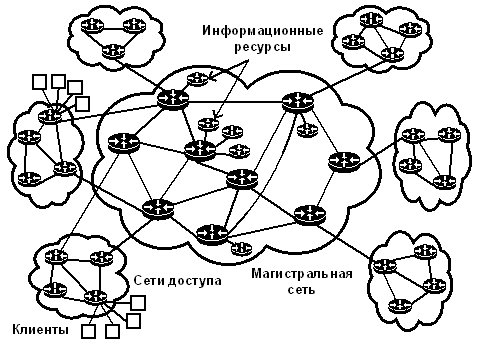 Информационные
ресурсы
Сети доступа
Магистральная
сеть
Клиенты